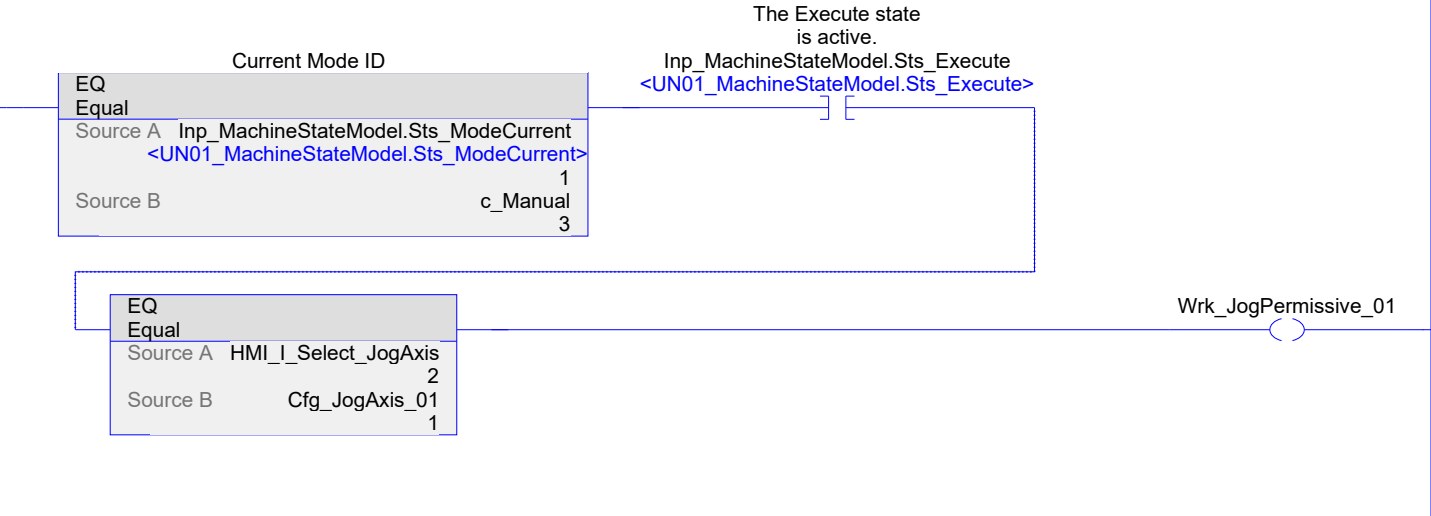 The Execute state
is active.
Current Mode ID
Inp_MachineStateModel.Sts_Execute
EQ
<UN01_MachineStateModel.Sts_Execute>
Equal
Source A Inp_MachineStateModel.Sts_ModeCurrent
<UN01_MachineStateModel.Sts_ModeCurrent>
1
Source B c_Manual
3
EQ
Wrk_JogPermissive_01
Equal
Source A HMI_I_Select_JogAxis
2
Source B Cfg_JogAxis_01
1